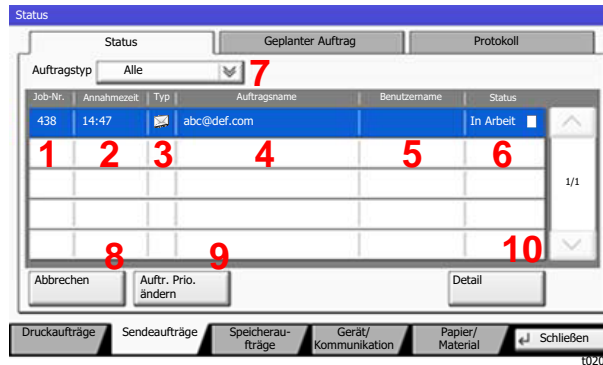 Status
Status Geplanter Auftrag Protokoll
Auftragstyp Alle 7
Job-Nr. Annahmezeit Typ Auftragsname Benutzername Status
438 14:47 abc@def.com In Arbeit
1 2 3 4 5 6
1/1
8 9 10
Abbrechen Auftr. Prio. Detail
ändern
Druckaufträge Sendeaufträge Speicherau- Gerät/ Papier/ Schließen
fträge Kommunikation Material
t020